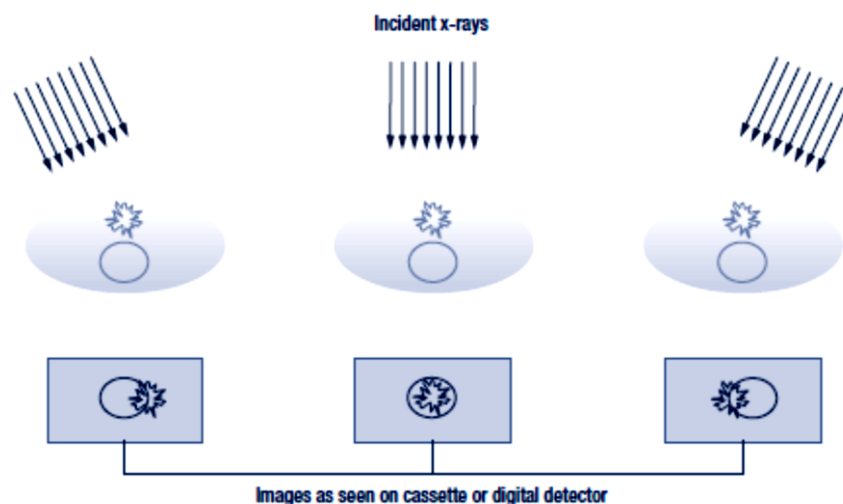 Incident x-rays
Images as seen on cassette or digital detector